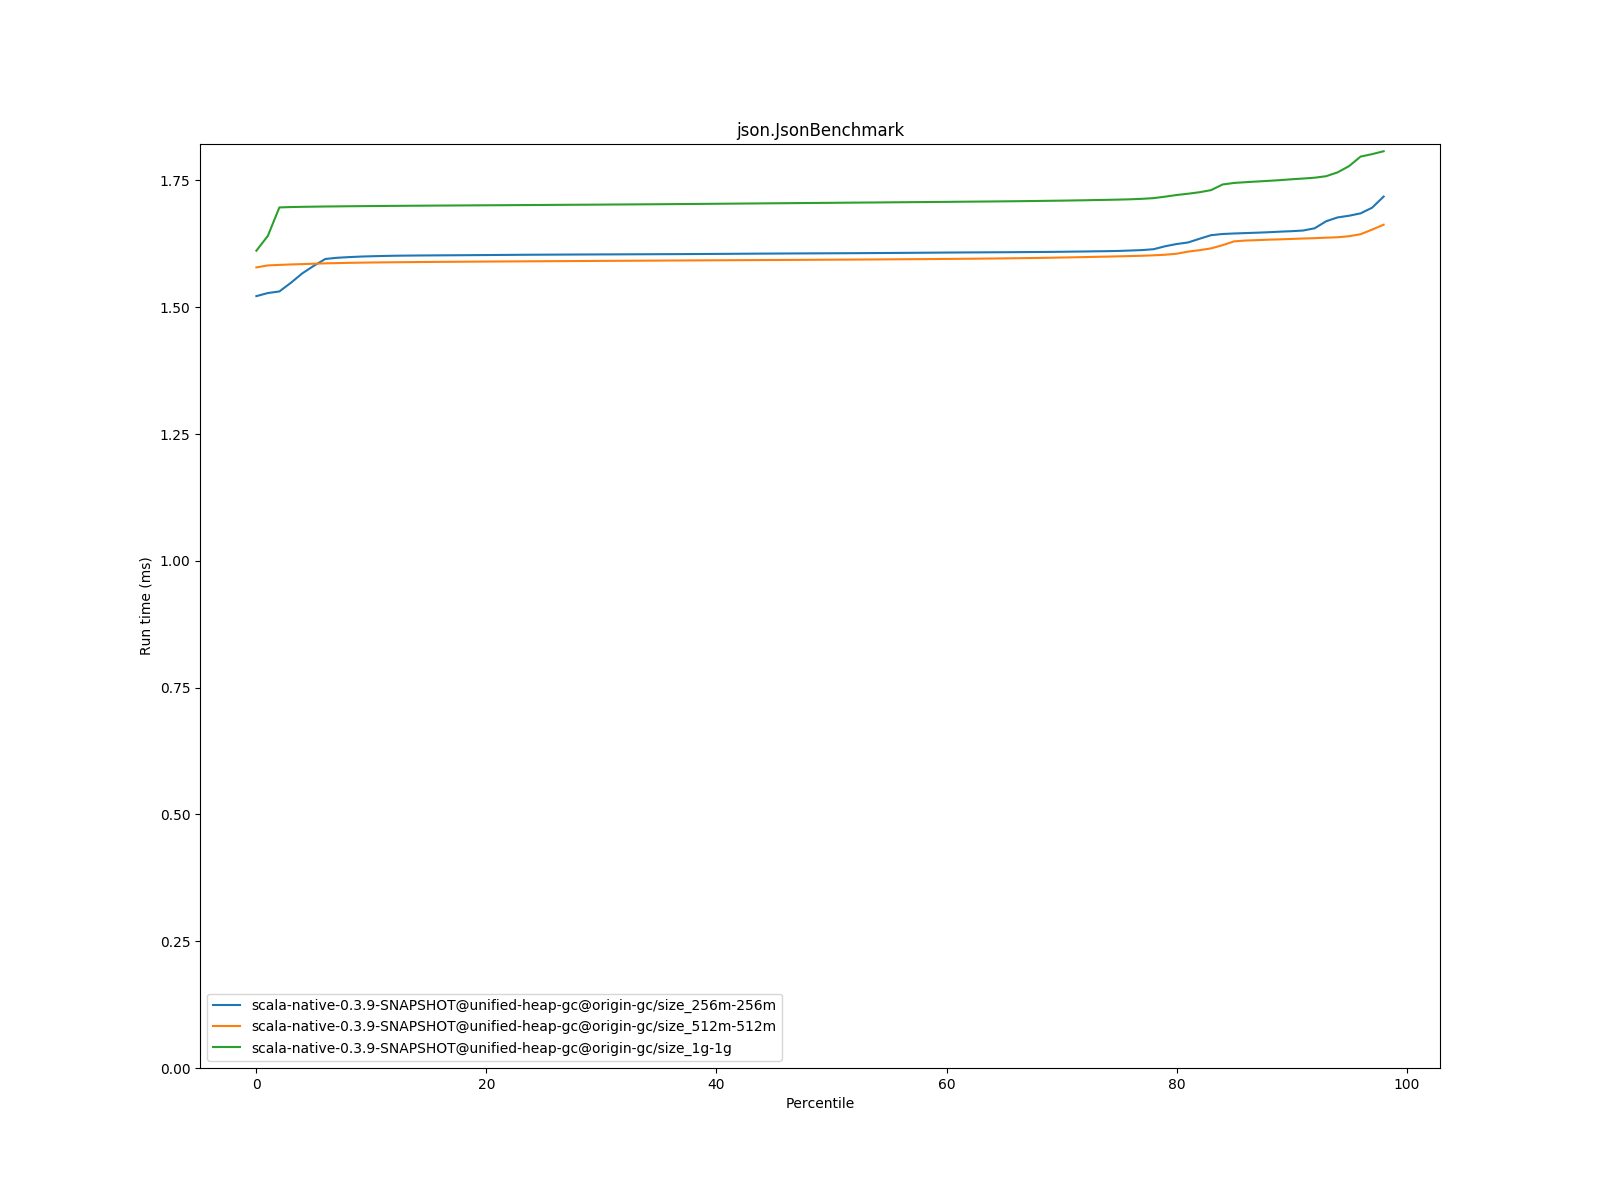 json.JsonBenchmark
1.75
1.50
1.25
1.00
0.75
0.50
0.25
0.00
Run time (ms)
scala-native-0.3.9-SNAPSHOT@unified-heap-gc@origin-gc/size_256m-256m
scala-native-0.3.9-SNAPSHOT@unified-heap-gc@origin-gc/size_512m-512m
scala-native-0.3.9-SNAPSHOT@unified-heap-gc@origin-gc/size_1g-1g
0 20 40 60 80 100
Percentile